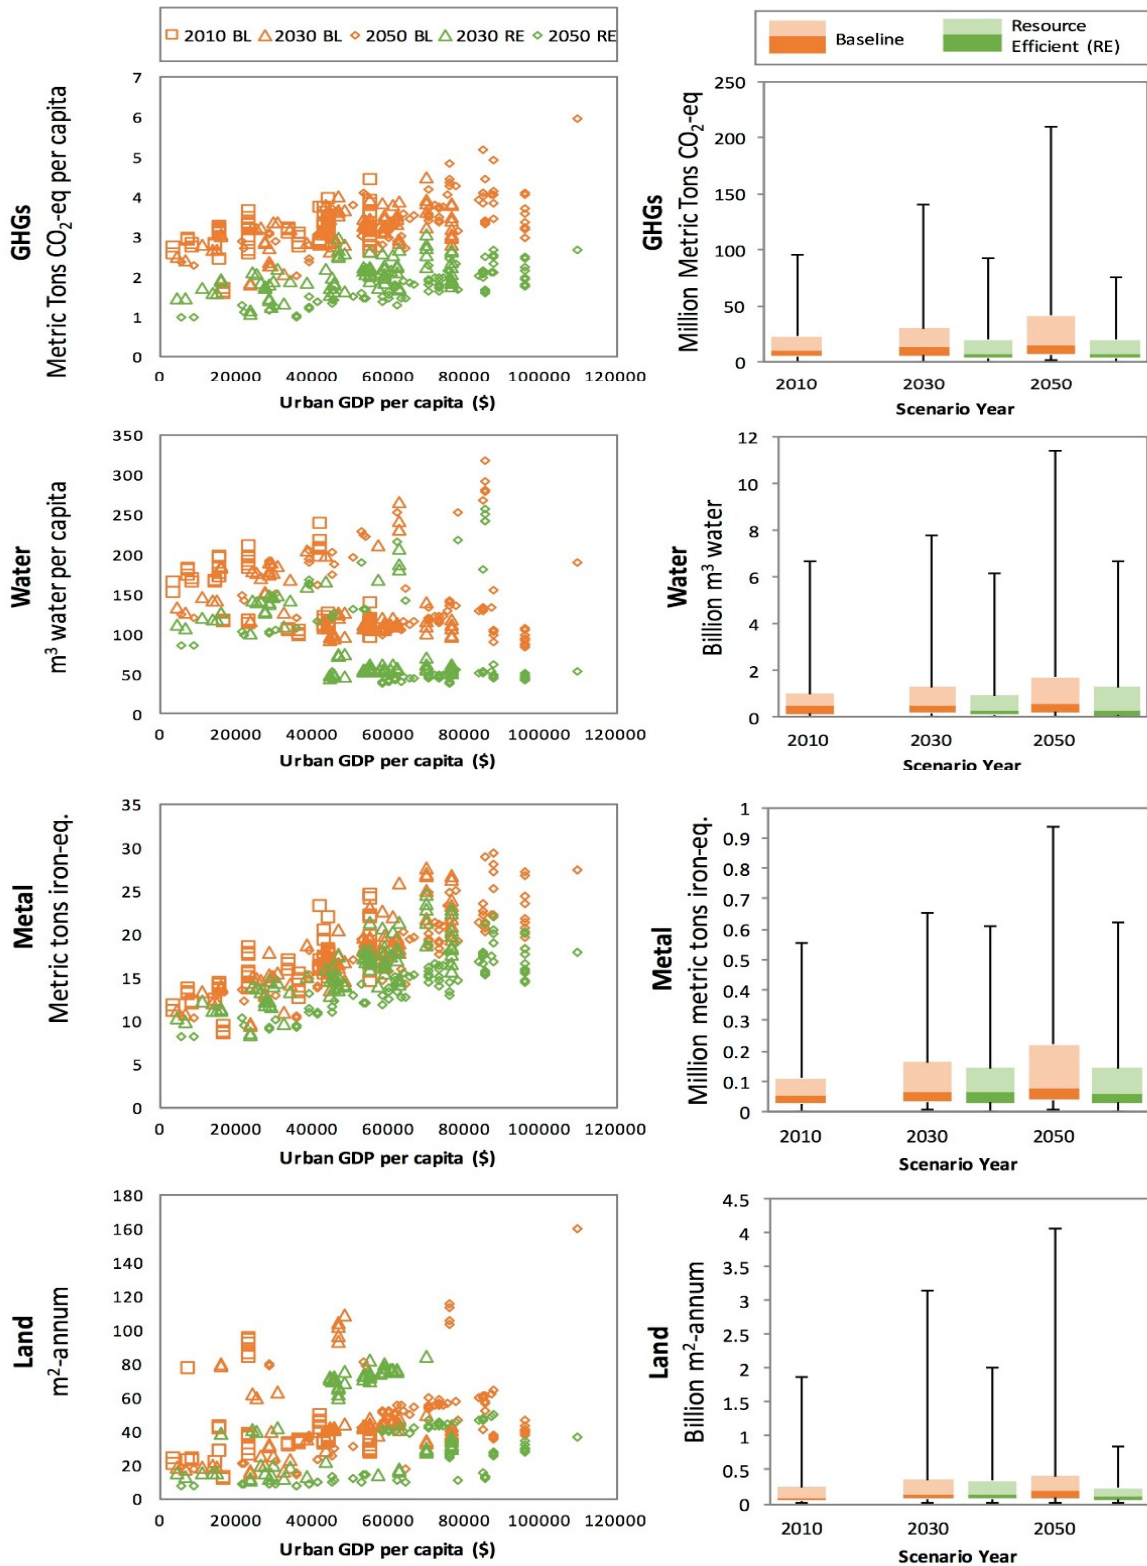 2010 BL 2030 BL 2050 BL 2030 RE 2050 RE
Baseline
Resource
Efficient (RE)
GHGs
Metric Tons CO₂-eq per capita
7
6
5
4
3
2
1
0
0 20000 40000 60000 80000 100000 120000
Urban GDP per capita ($)
GHGs
Million Metric Tons CO₂-eq
250
200
150
100
50
0
2010 2030 2050
Scenario Year
Water
m³ water per capita
350
300
250
200
150
100
50
0
0 20000 40000 60000 80000 100000 120000
Urban GDP per capita ($)
Water
Billion m³ water
12
10
8
6
4
2
0
2010 2030 2050
Scenario Year
Metal
Metric tons iron-eq.
35
30
25
20
15
10
5
0
0 20000 40000 60000 80000 100000 120000
Urban GDP per capita ($)
Metal
Million metric tons iron-eq.
1
0.9
0.8
0.7
0.6
0.5
0.4
0.3
0.2
0.1
0
2010 2030 2050
Scenario Year
Land
m²-annum
180
160
140
120
100
80
60
40
20
0
0 20000 40000 60000 80000 100000 120000
Urban GDP per capita ($)
Land
Billion m²-annum
4.5
4
3.5
3
2.5
2
1.5
1
0.5
0
2010 2030 2050
Scenario Year